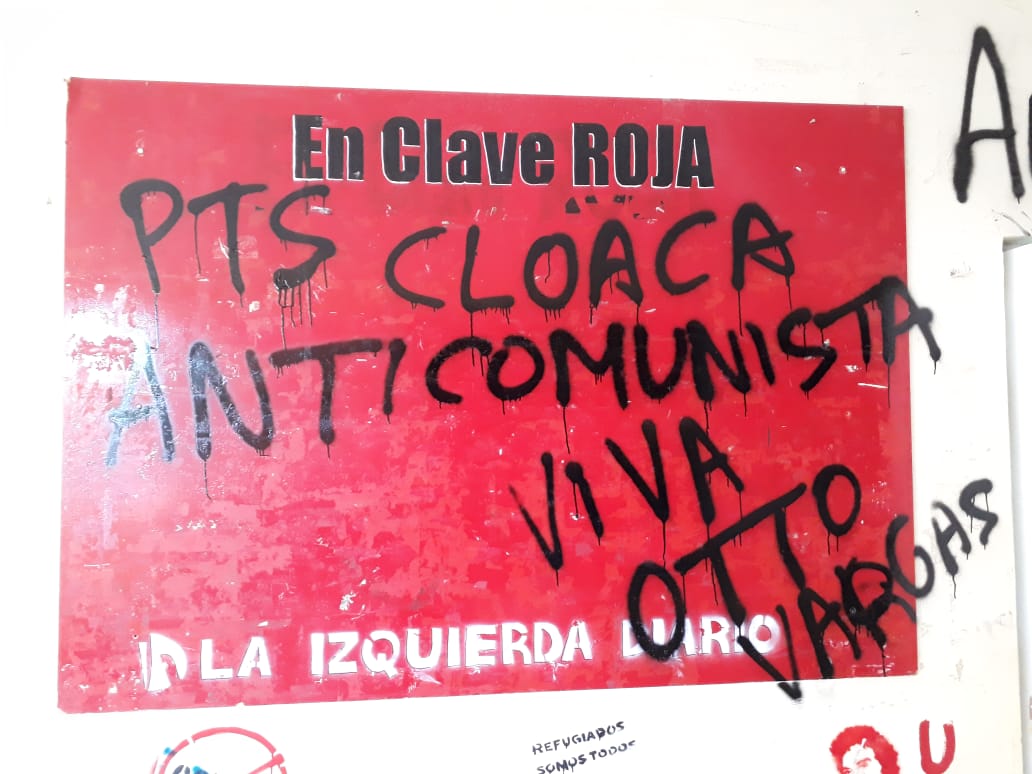 En Clave ROJA
PTS CLOACA
ANTICOMUNISTA
VIVA
OTTO
VARGAS
LA IZQUIERDA DIARIO
REFUGIADOS
SOMOS TODOS
U
A